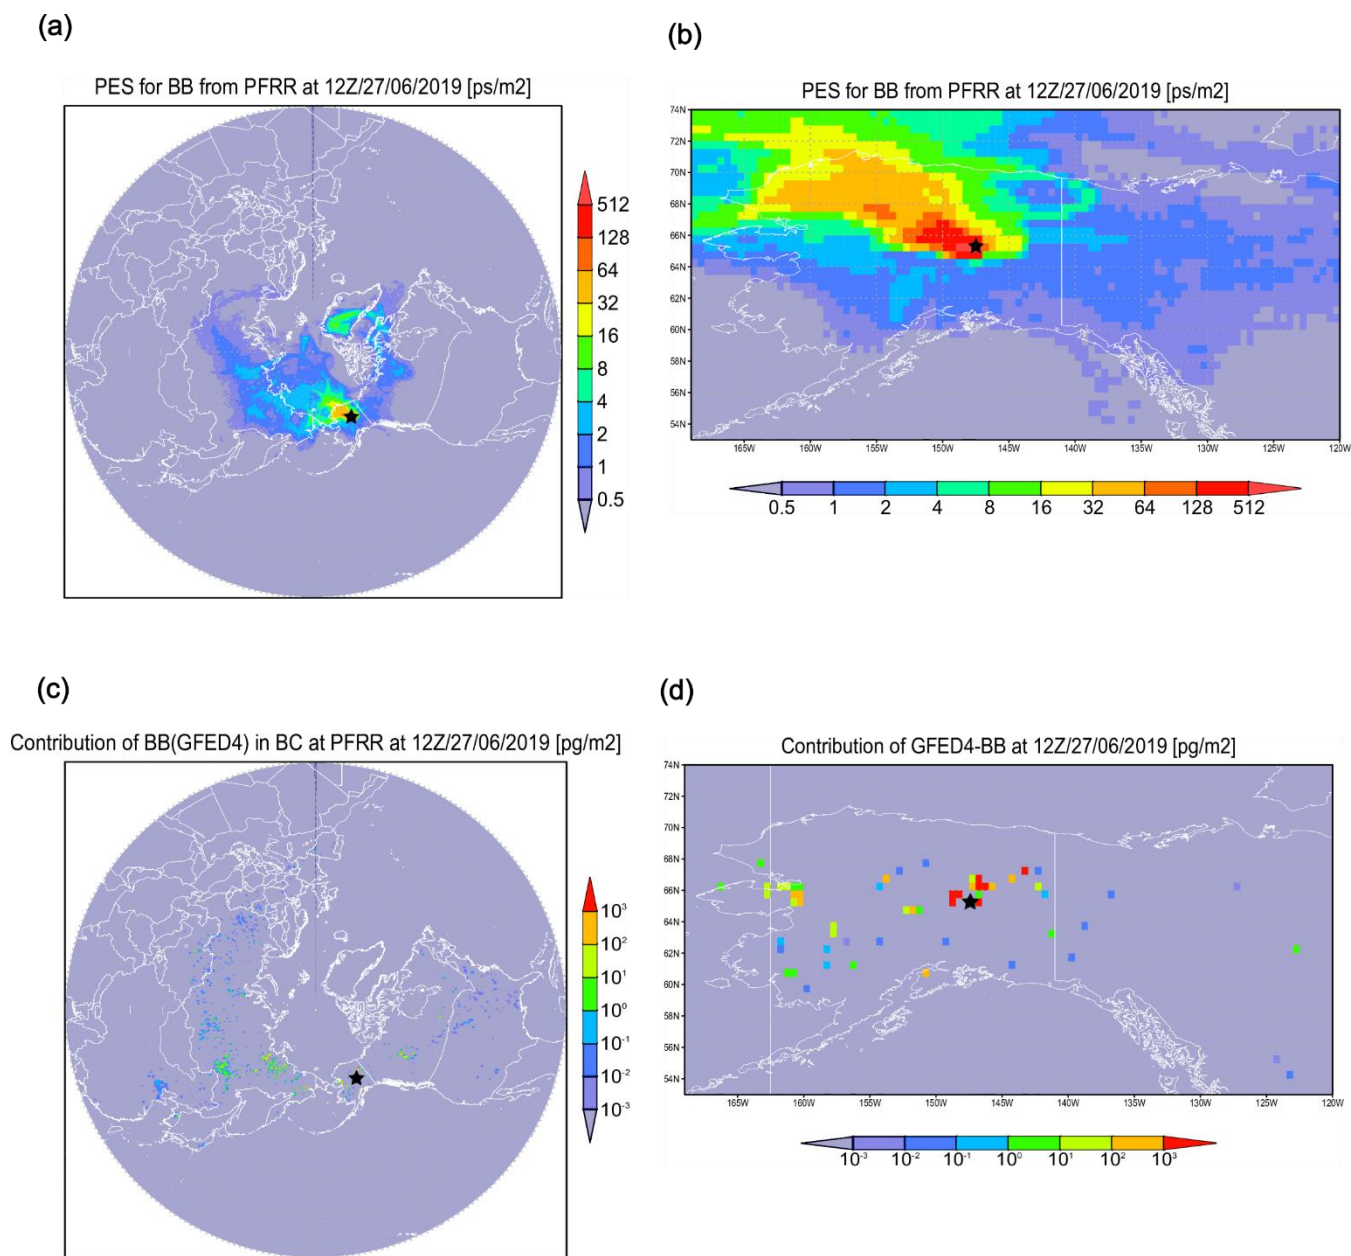 (a)
PES for BB from PFRR at 12Z/27/06/2019 [ps/m2]
512
128
64
32
16
8
4
2
1
0.5
(b)
PES for BB from PFRR at 12Z/27/06/2019 [ps/m2]
74N
72N
70N
68N
66N
64N
62N
60N
58N
56N
54N
165W 160W 155W 150W 145W 140W 135W 130W 125W 120W
0.5 1 2 4 8 16 32 64 128 512
(c)
Contribution of BB(GFED4) in BC at PFRR at 12Z/27/06/2019 [pg/m2]
10³
10²
10¹
10⁰
10⁻¹
10⁻²
10⁻³
(d)
Contribution of GFED4-BB at 12Z/27/06/2019 [pg/m2]
74N
72N
70N
68N
66N
64N
62N
60N
58N
56N
54N
165W 160W 155W 150W 145W 140W 135W 130W 125W 120W
10⁻³ 10⁻² 10⁻¹ 10⁰ 10¹ 10² 10³